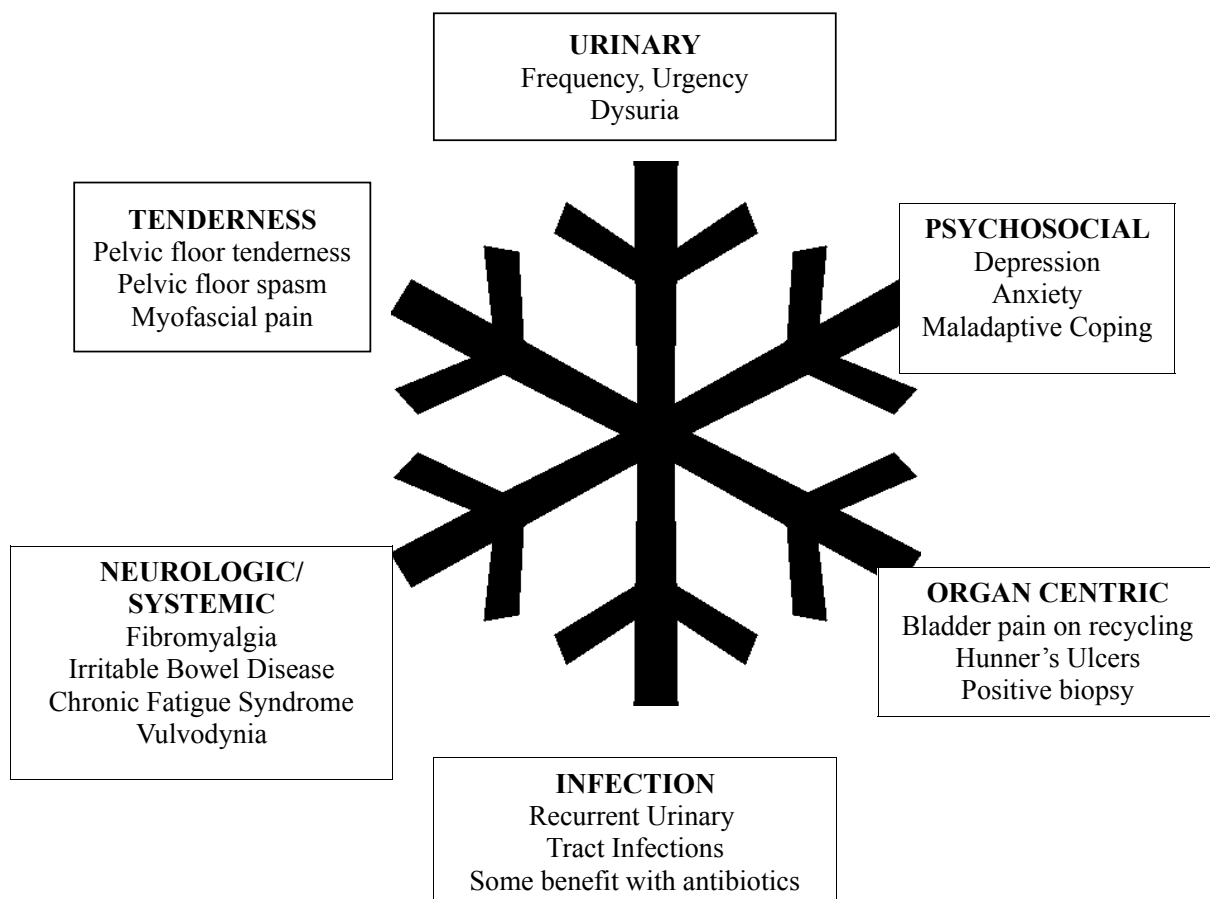 URINARY
Frequency, Urgency
Dysuria
TENDERNESS
Pelvic floor tenderness
Pelvic floor spasm
Myofascial pain
PSYCHOSOCIAL
Depression
Anxiety
Maladaptive Coping
NEUROLOGIC/
SYSTEMIC
Fibromyalgia
Irritable Bowel Disease
Chronic Fatigue Syndrome
Vulvodynia
ORGAN CENTRIC
Bladder pain on recycling
Hunner’s Ulcers
Positive biopsy
INFECTION
Recurrent Urinary
Tract Infections
Some benefit with antibiotics